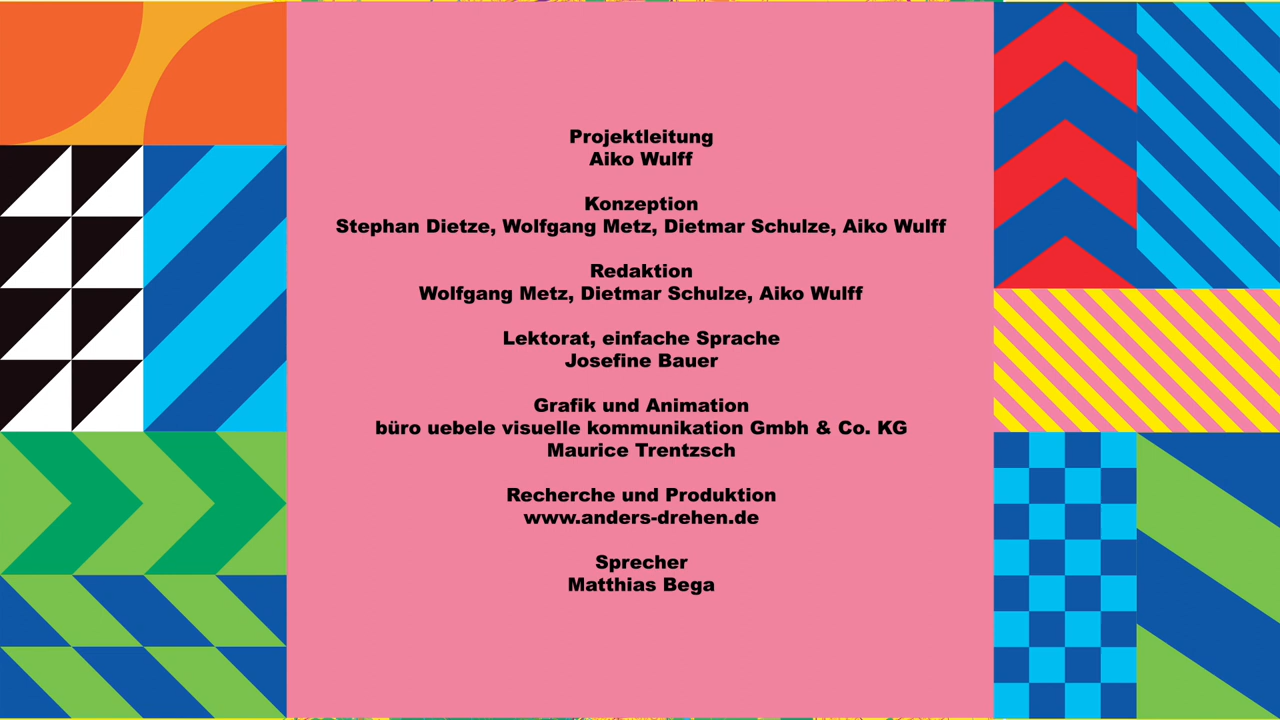 Projektleitung
Aiko Wulff
Konzeption
Stephan Dietze, Wolfgang Metz, Dietmar Schulze, Aiko Wulff
Redaktion
Wolfgang Metz, Dietmar Schulze, Aiko Wulff
Lektorat, einfache Sprache
Josefine Bauer
Grafik und Animation
büro uebele visuelle kommunikation Gmbh & Co. KG
Maurice Trentzsch
Recherche und Produktion
www.anders-drehen.de
Sprecher
Matthias Bega